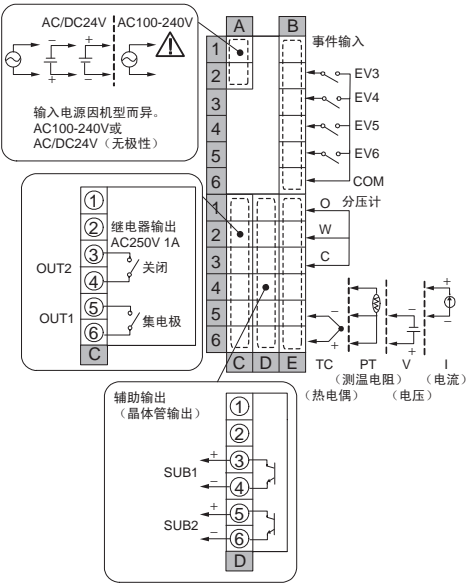 AC/DC24V AC100-240V
－ ＋
＋ －
输入电源因机型而异。
AC100-240V或
AC/DC24V（无极性）
A B
1
2
3
4
5
6
事件输入
EV3
EV4
EV5
EV6
COM
1
2
3
4
5
6
C D E
O 分压计
W
C
－
＋
－
＋
＋
－
TC PT V I
（测温电阻） （电流）
（热电偶） （电压）
①
②
③
④
⑤
⑥
C
继电器输出
AC250V 1A
关闭
集电极
OUT2
OUT1
辅助输出
（晶体管输出）
①
②
③
④
⑤
⑥
D
＋
SUB1
－
＋
SUB2
－